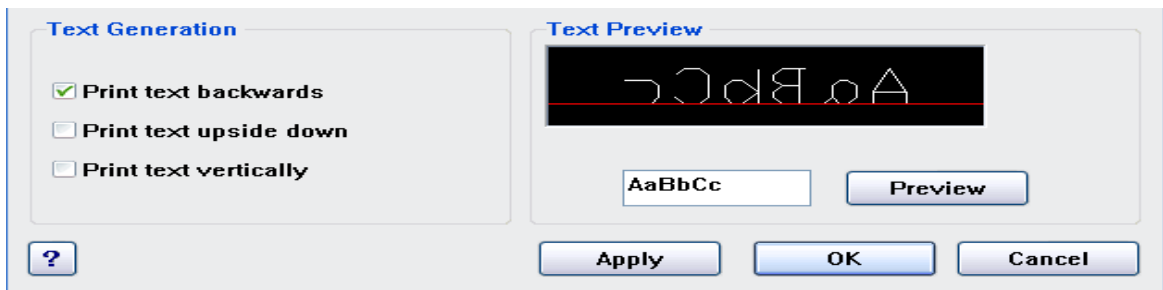 Text Generation
Print text backwards
Print text upside down
Print text vertically
Text Preview
AaBbCc
AaBbCc
Preview
?
Apply
OK
Cancel